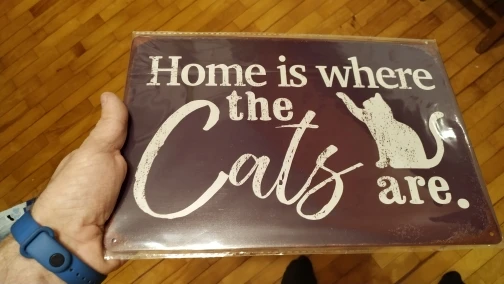 Home is where
the
Cats
are.